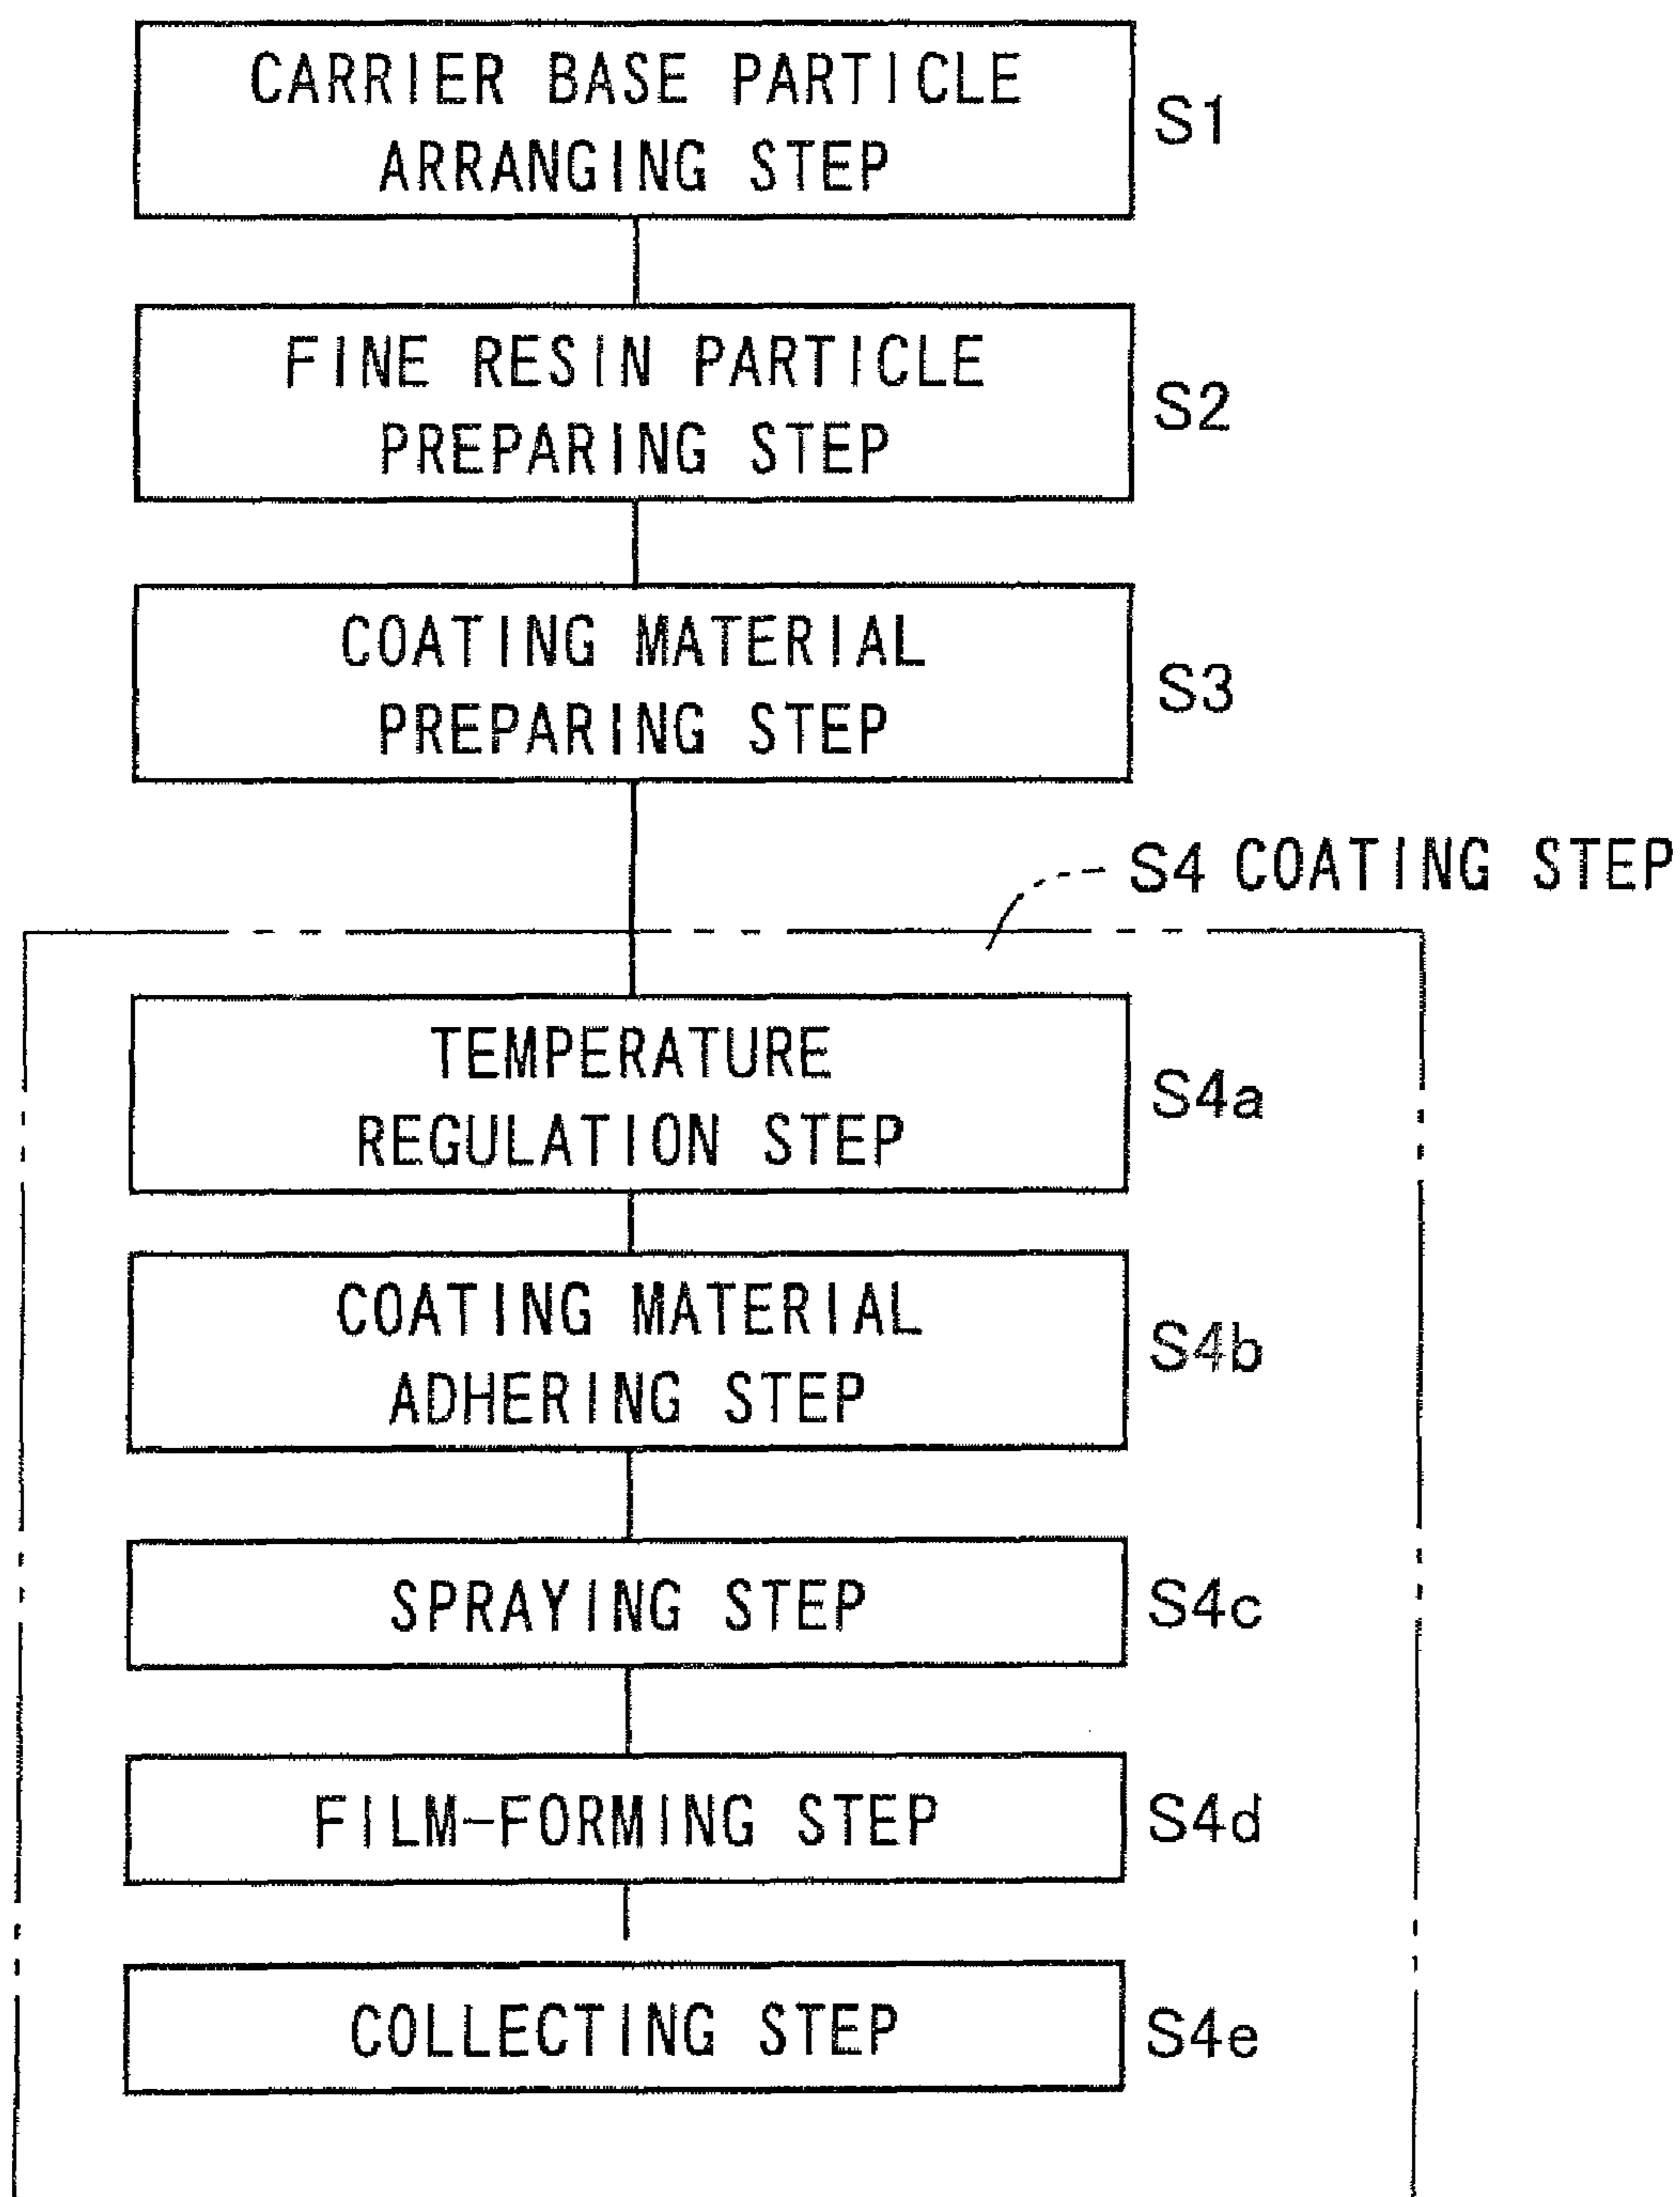 CARRIER BASE PARTICLE
ARRANGING STEP
S1
FINE RESIN PARTICLE
PREPARING STEP
S2
COATING MATERIAL
PREPARING STEP
S3
S4 COATING STEP
TEMPERATURE
REGULATION STEP
S4a
COATING MATERIAL
ADHERING STEP
S4b
SPRAYING STEP
S4c
FILM-FORMING STEP
S4d
COLLECTING STEP
S4e